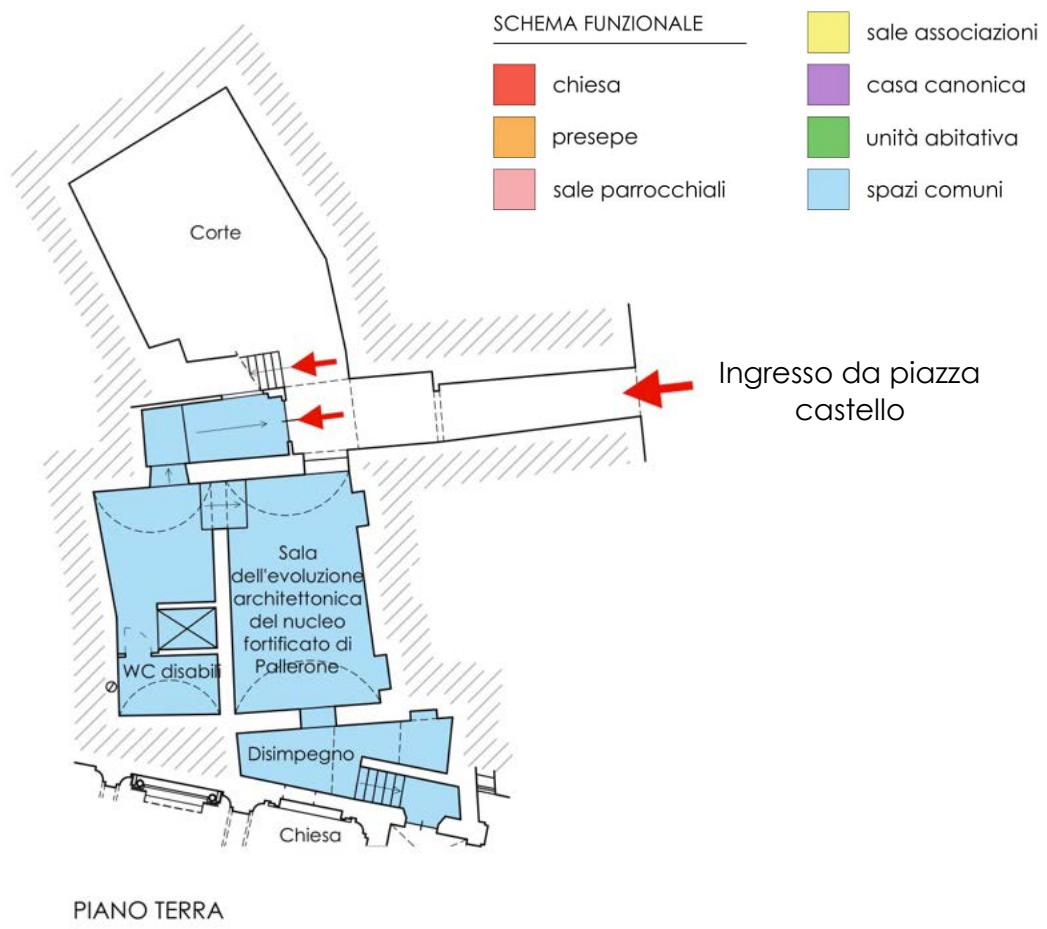 SCHEMA FUNZIONALE
chiesa
presepe
sale parrocchiali
sale associazioni
casa canonica
unità abitativa
spazi comuni
Corte
Ingresso da piazza
castello
Sala
dell'evoluzione
architettonica
del nucleo
fortificato di
Pallerone
WC disabili
Disimpegno
Chiesa
PIANO TERRA